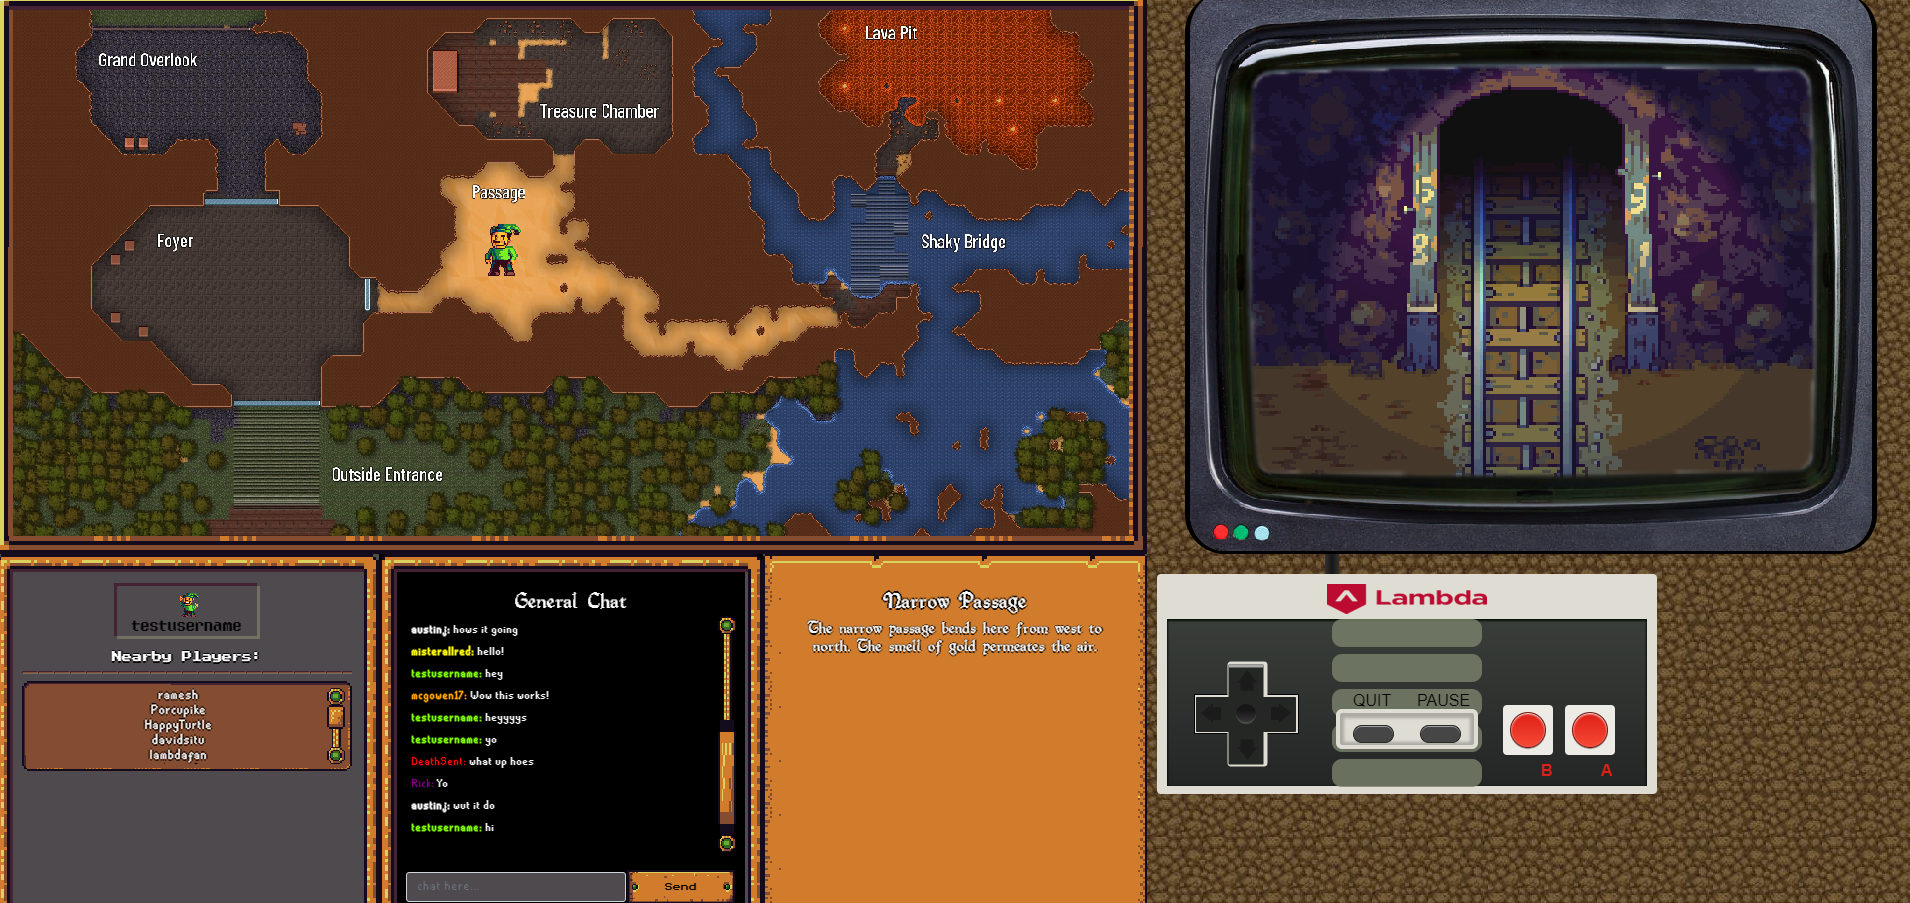 Grand Overlook
Treasure Chamber
Lava Pit
Passage
Foyer
Shaky Bridge
Outside Entrance
testusername
Nearby Players:
ramesh
Porcupike
HappyTurtle
davidsitu
lambdafan
General Chat
austinj: hows it going
misterallred: hello!
testusername: hey
mcgowen17: Wow this works!
testusername: heyyyys
testusername: yo
DeathSent: what up hoes
Rick: Yo
austinj: wut it do
testusername: hi
chat here...
Send
Narrow Passage
The narrow passage bends here from west to
north. The smell of gold permeates the air.
Lambda
QUIT PAUSE
B A